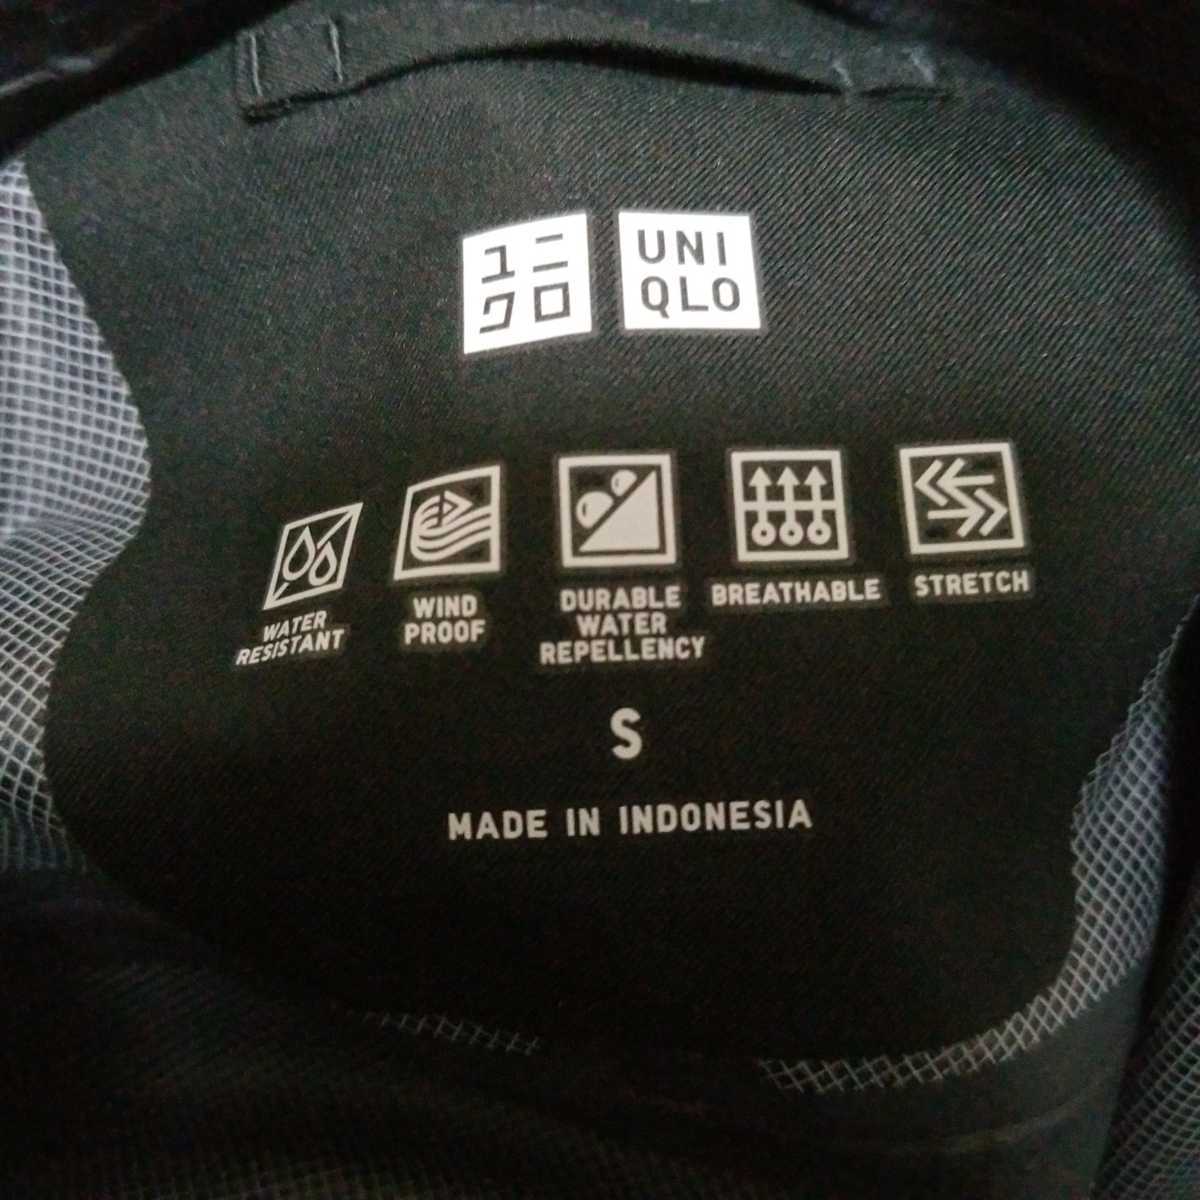 ユニ
クロ
UNI
QLO
WATER
RESISTANT
WIND
PROOF
DURABLE
WATER
REPELLENCY
BREATHABLE
STRETCH
S
MADE IN INDONESIA